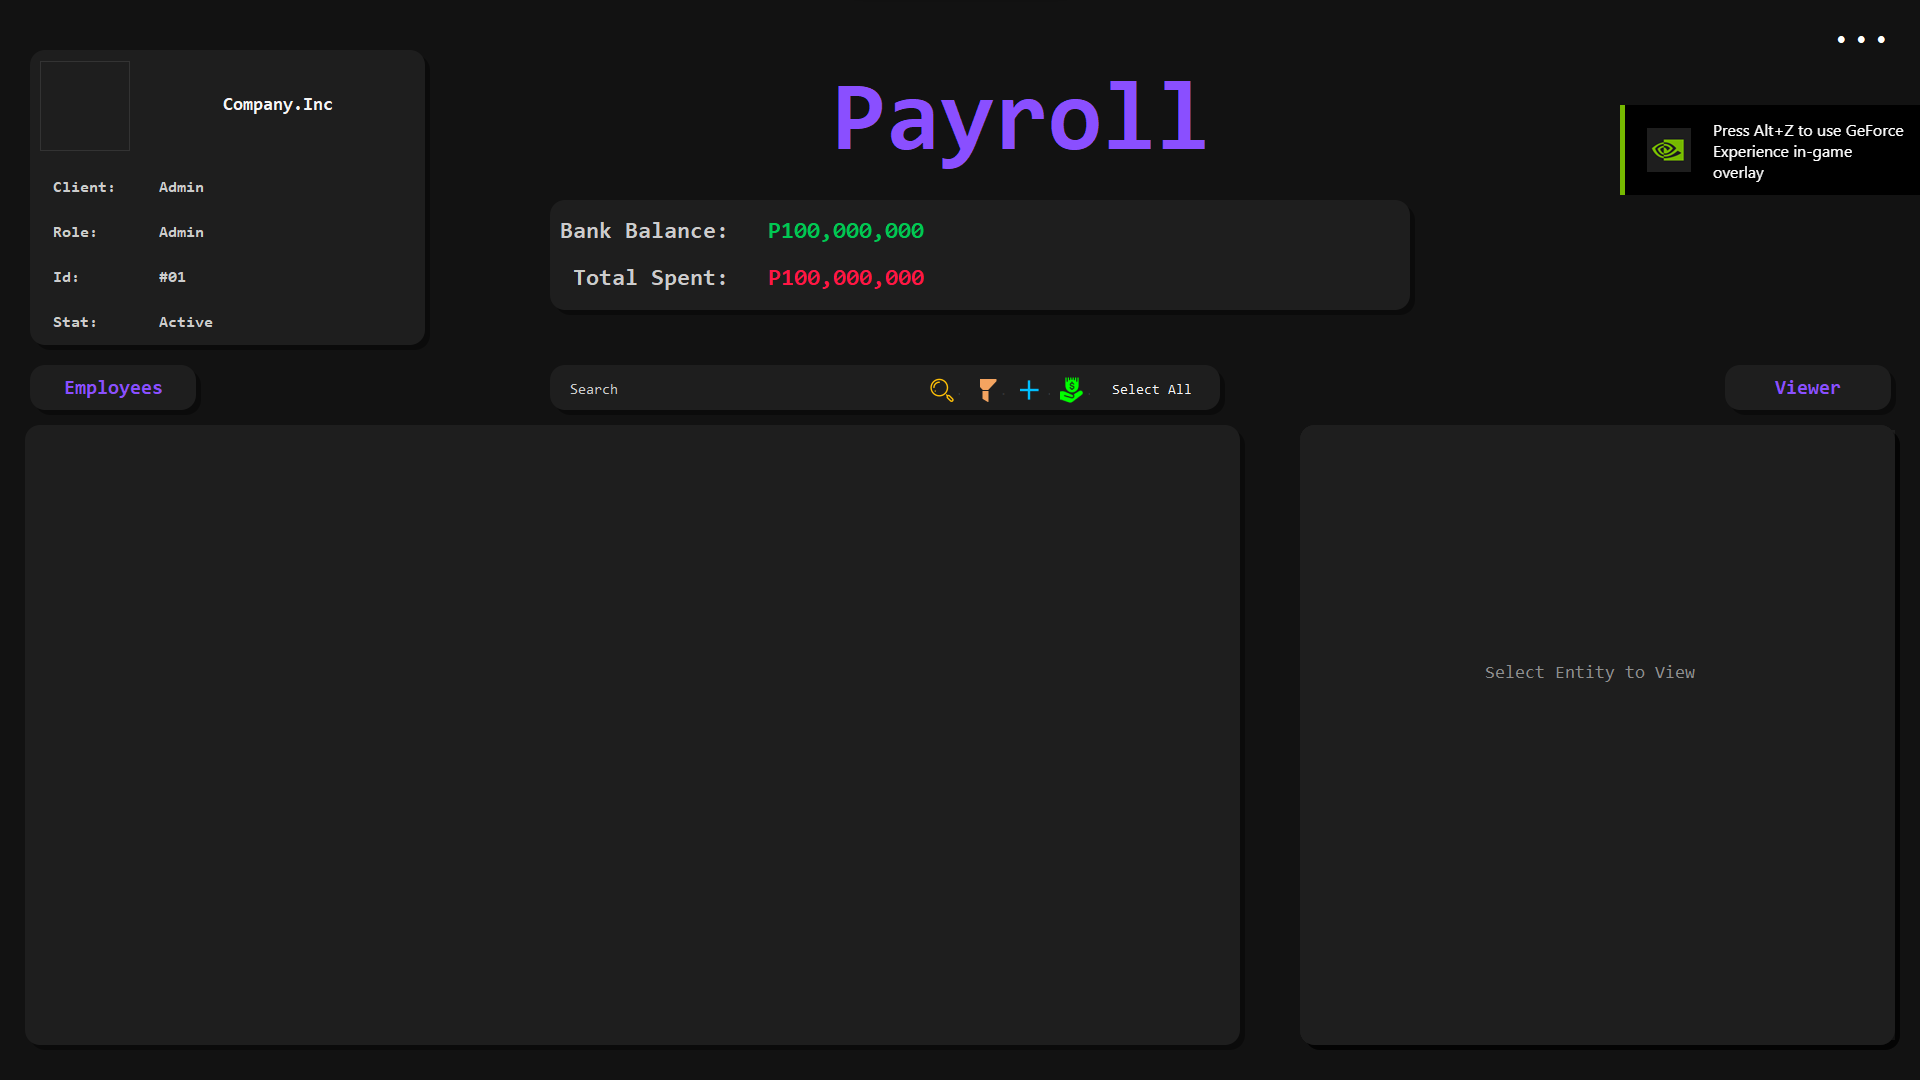 • • •
Company.Inc
Payroll
Press Alt+Z to use GeForce
Experience in-game
overlay
Client: Admin
Role: Admin
Id: #01
Stat: Active
Bank Balance: P100,000,000
Total Spent: P100,000,000
Employees
Search
Select All
Viewer
Select Entity to View